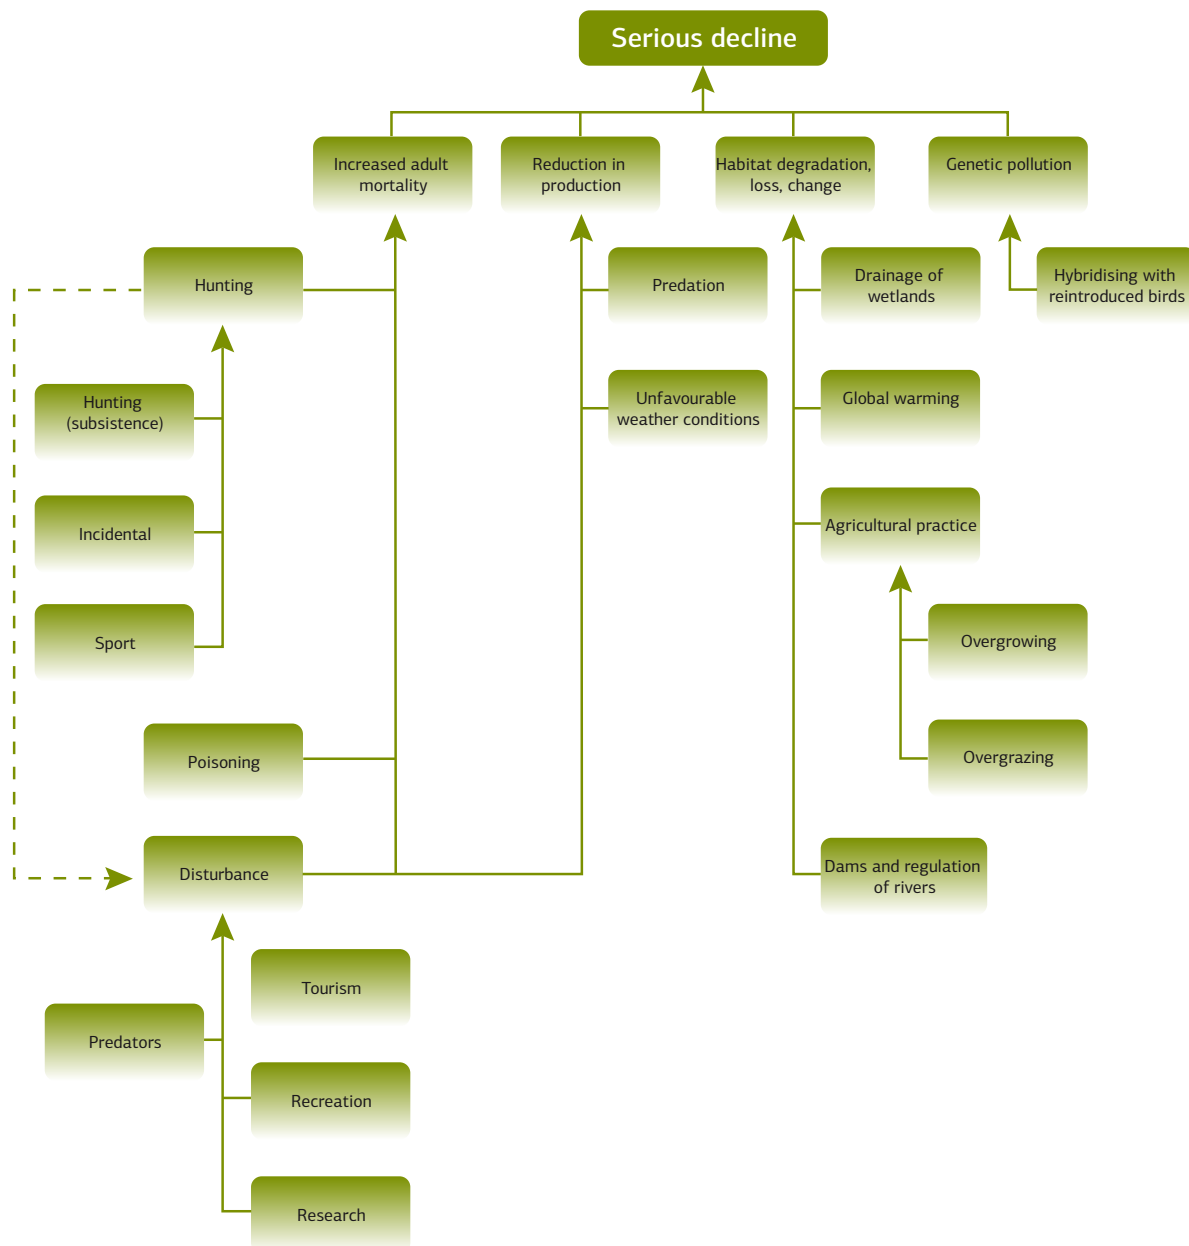 Serious decline
Increased adult
mortality
Reduction in
production
Habitat degradation,
loss, change
Genetic pollution
Hunting
Predation
Drainage of
wetlands
Hybridising with
reintroduced birds
Hunting
(subsistence)
Unfavourable
weather conditions
Global warming
Incidental
Agricultural practice
Sport
Overgrowing
Poisoning
Overgrazing
Disturbance
Dams and regulation
of rivers
Tourism
Predators
Recreation
Research